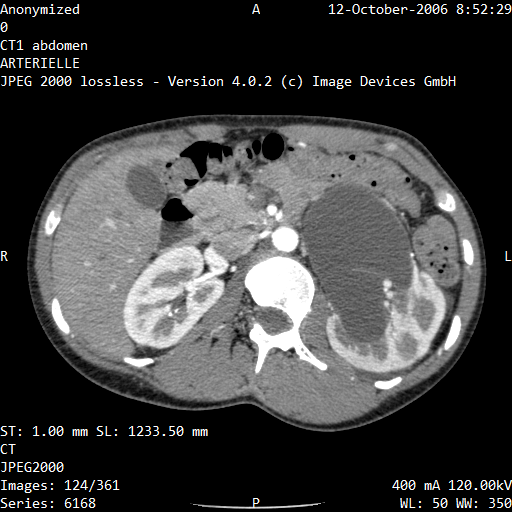 Anonymized A 12-October-2006 8:52:29
0
CT1 abdomen
ARTERIELLE
JPEG 2000 lossless - Version 4.0.2 (c) Image Devices GmbH
R L
ST: 1.00 mm SL: 1233.50 mm
CT
JPEG2000
Images: 124/361 400 mA 120.00kV
Series: 6168 P WL: 50 WW: 350